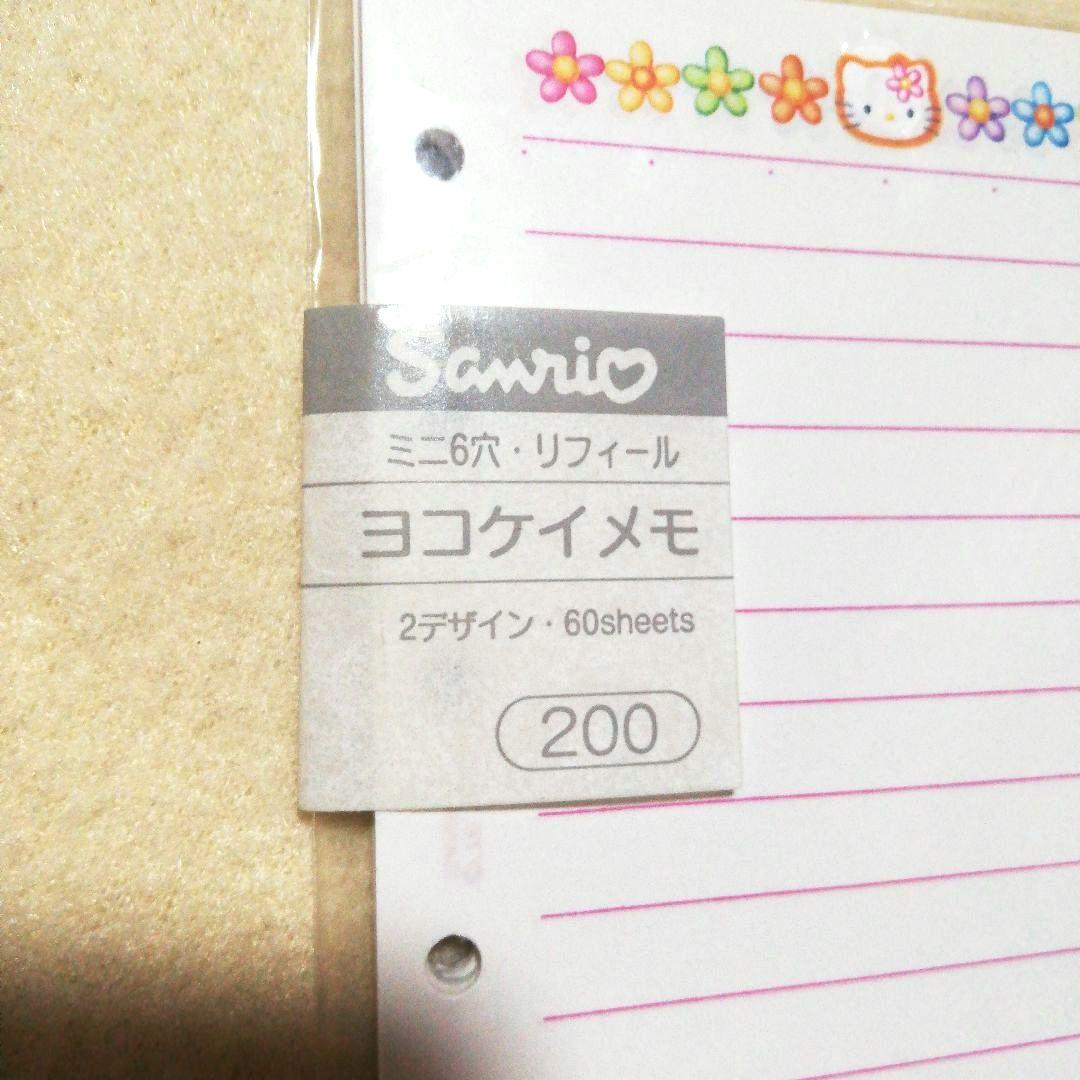 Sanrio
ミニ6穴・リフィール
ヨコケイメモ
2デザイン・60sheets
200